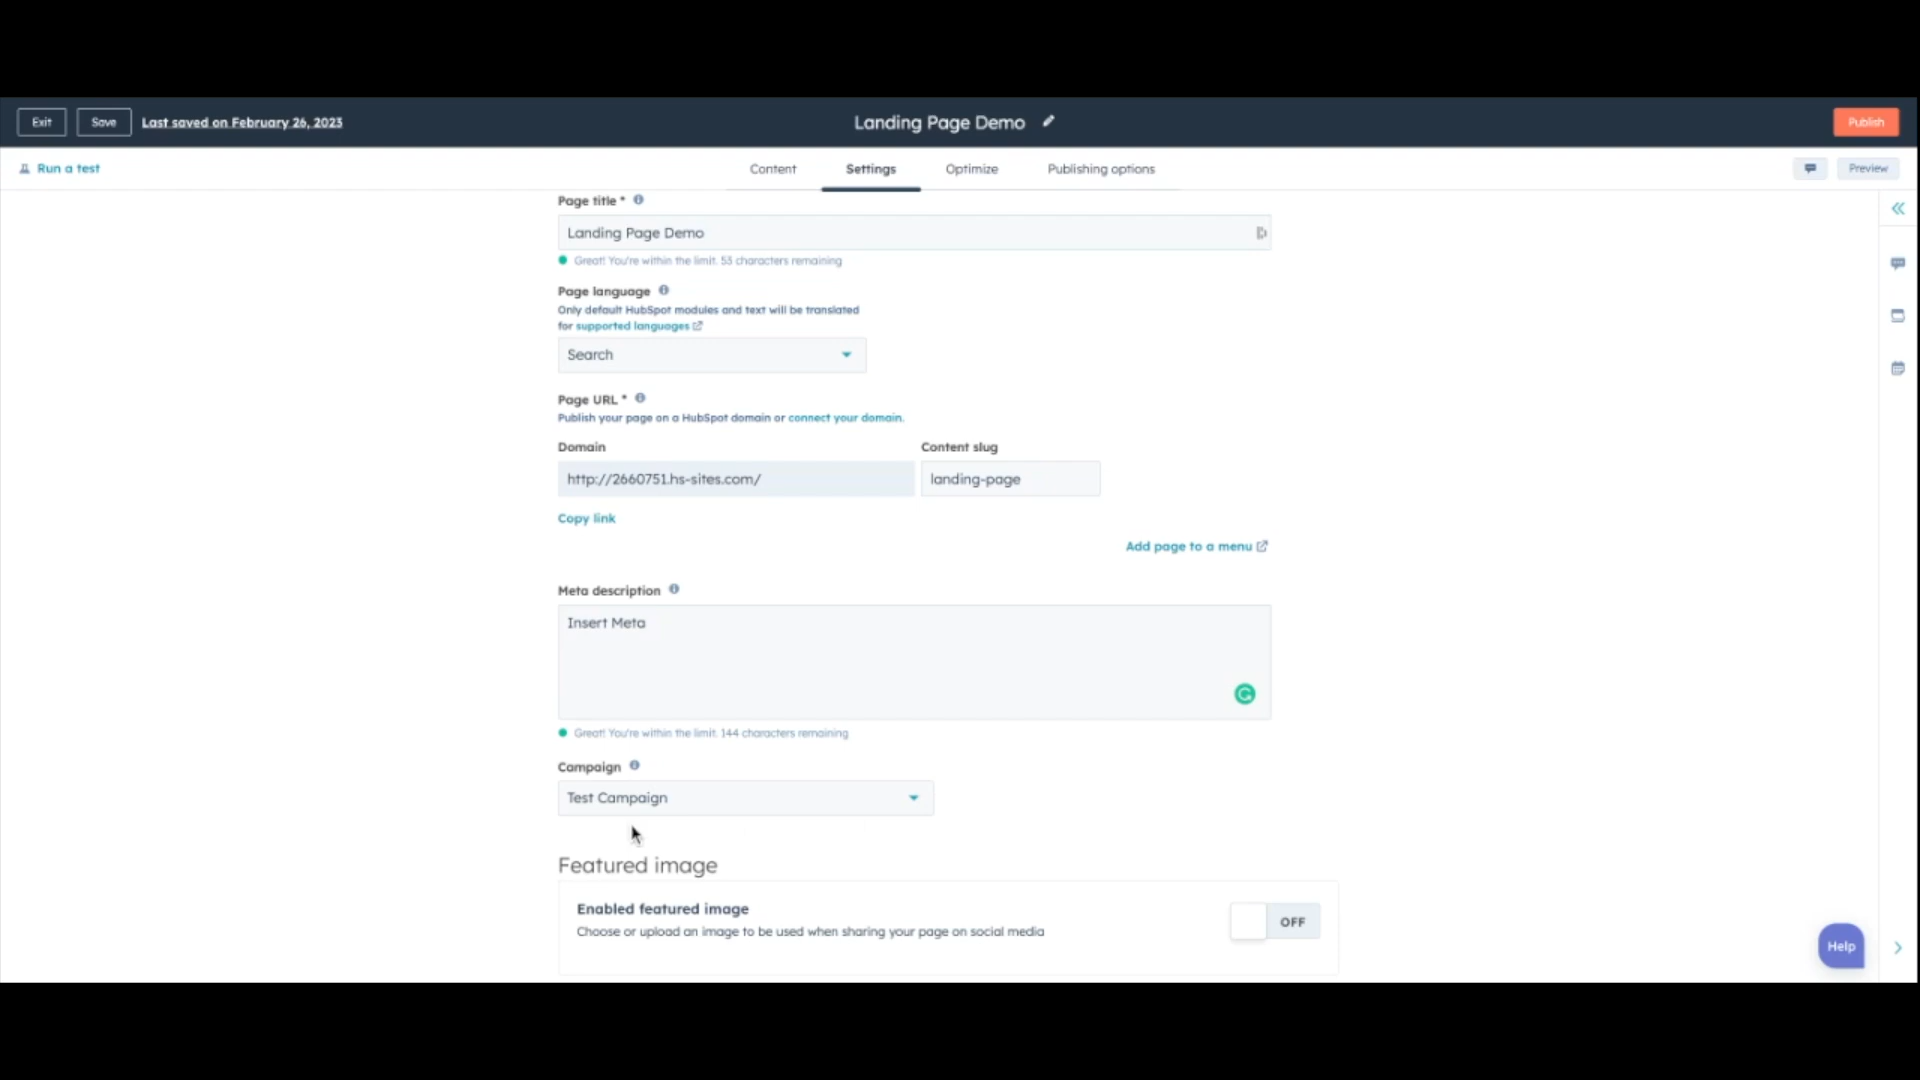 Exit
Save
Last saved on February 26, 2023
Landing Page Demo
Publish
Run a test
Content
Settings
Optimize
Publishing options
Preview
Page title *
Landing Page Demo
Great! You're within the limit. 53 characters remaining
Page language
Only default HubSpot modules and text will be translated
for supported languages
Search
Page URL *
Publish your page on a HubSpot domain or connect your domain.
Domain
Content slug
http://2660751.hs-sites.com/
landing-page
Copy link
Add page to a menu
Meta description
Insert Meta
Great! You're within the limit. 144 characters remaining
Campaign
Test Campaign
Featured image
Enabled featured image
Choose or upload an image to be used when sharing your page on social media
OFF
Help